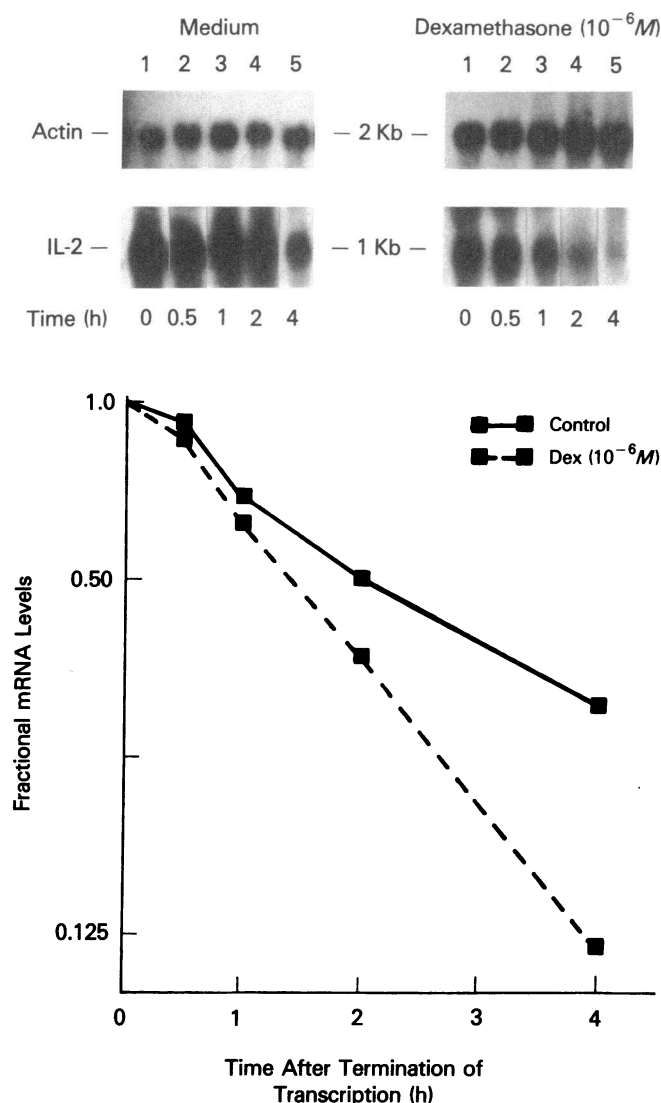 Medium Dexamethasone (10⁻⁶M)
1 2 3 4 5 1 2 3 4 5
Actin — — 2 Kb —
IL-2 — — 1 Kb —
Time (h) 0 0.5 1 2 4 0 0.5 1 2 4
1.0
Control
Dex (10⁻⁶M)
0.50
Fractional mRNA Levels
0.125
0 1 2 3 4
Time After Termination of
Transcription (h)